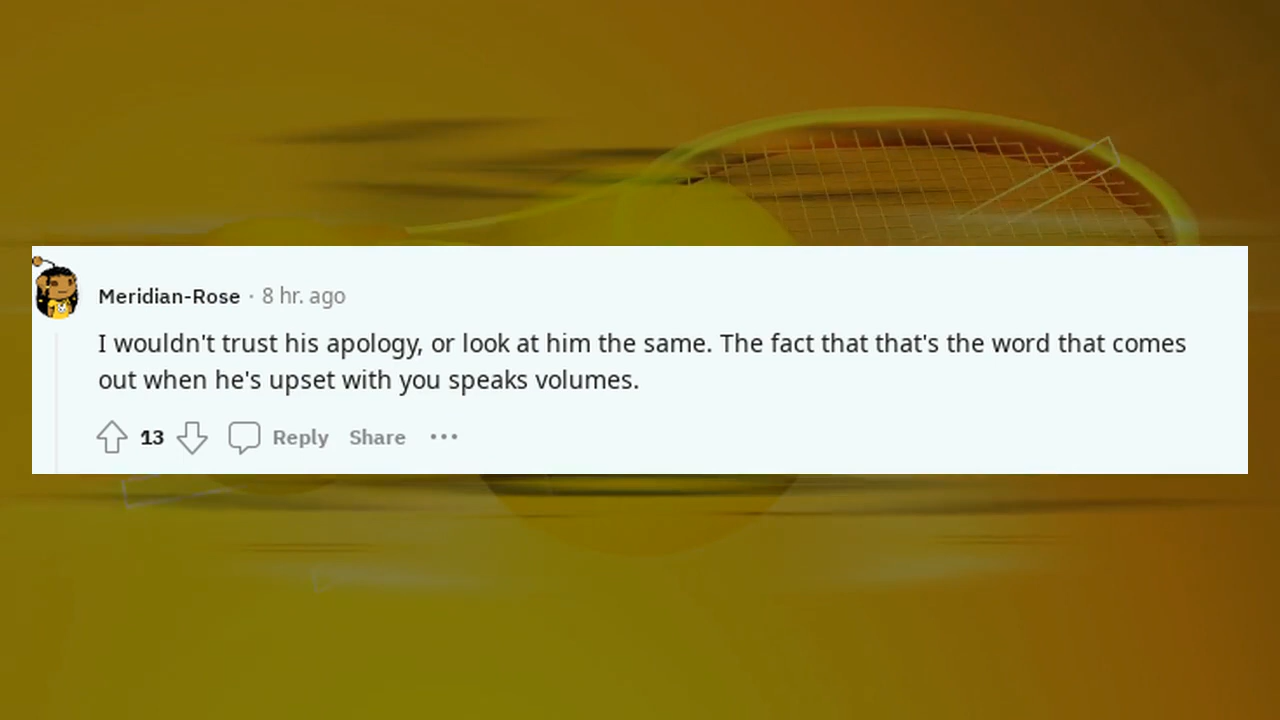 Meridian-Rose · 8 hr. ago
I wouldn't trust his apology, or look at him the same. The fact that that's the word that comes
out when he's upset with you speaks volumes.
13 Reply Share •••